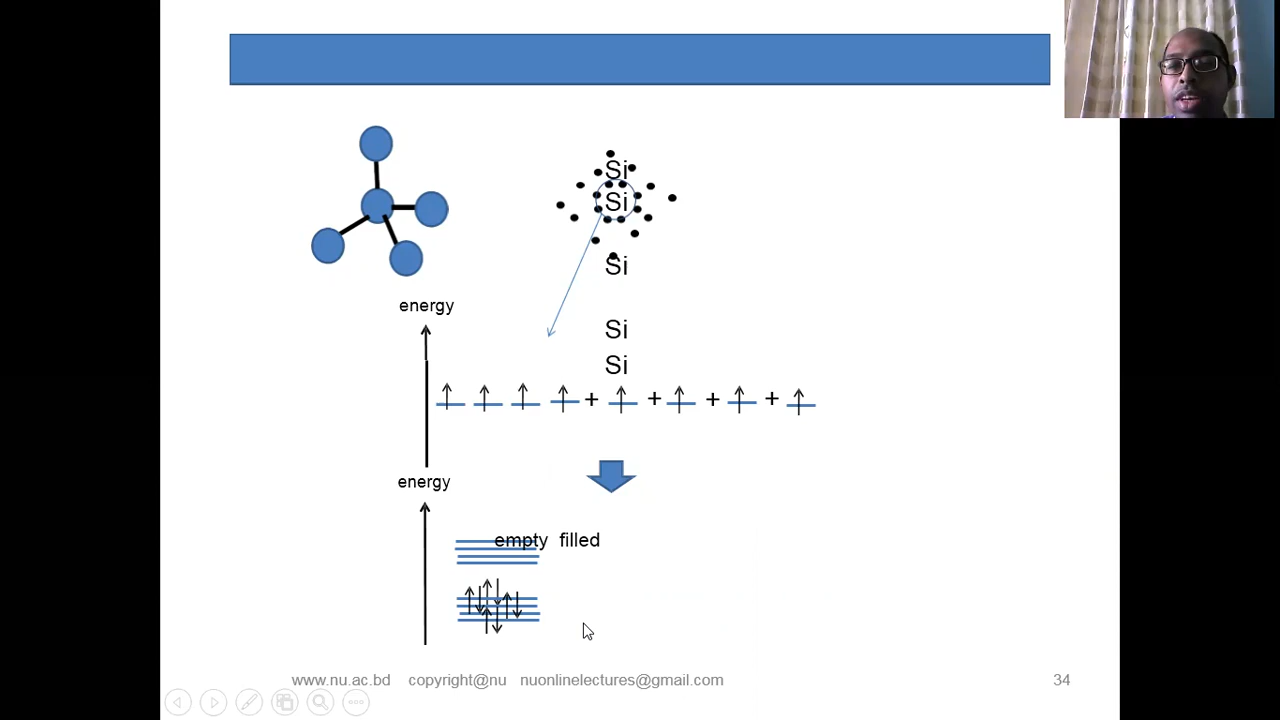 Si
Si
Si
energy
Si
Si
+ + + +
energy
empty filled
www.nu.ac.bd copyright@nu nuonlinelectures@gmail.com 34